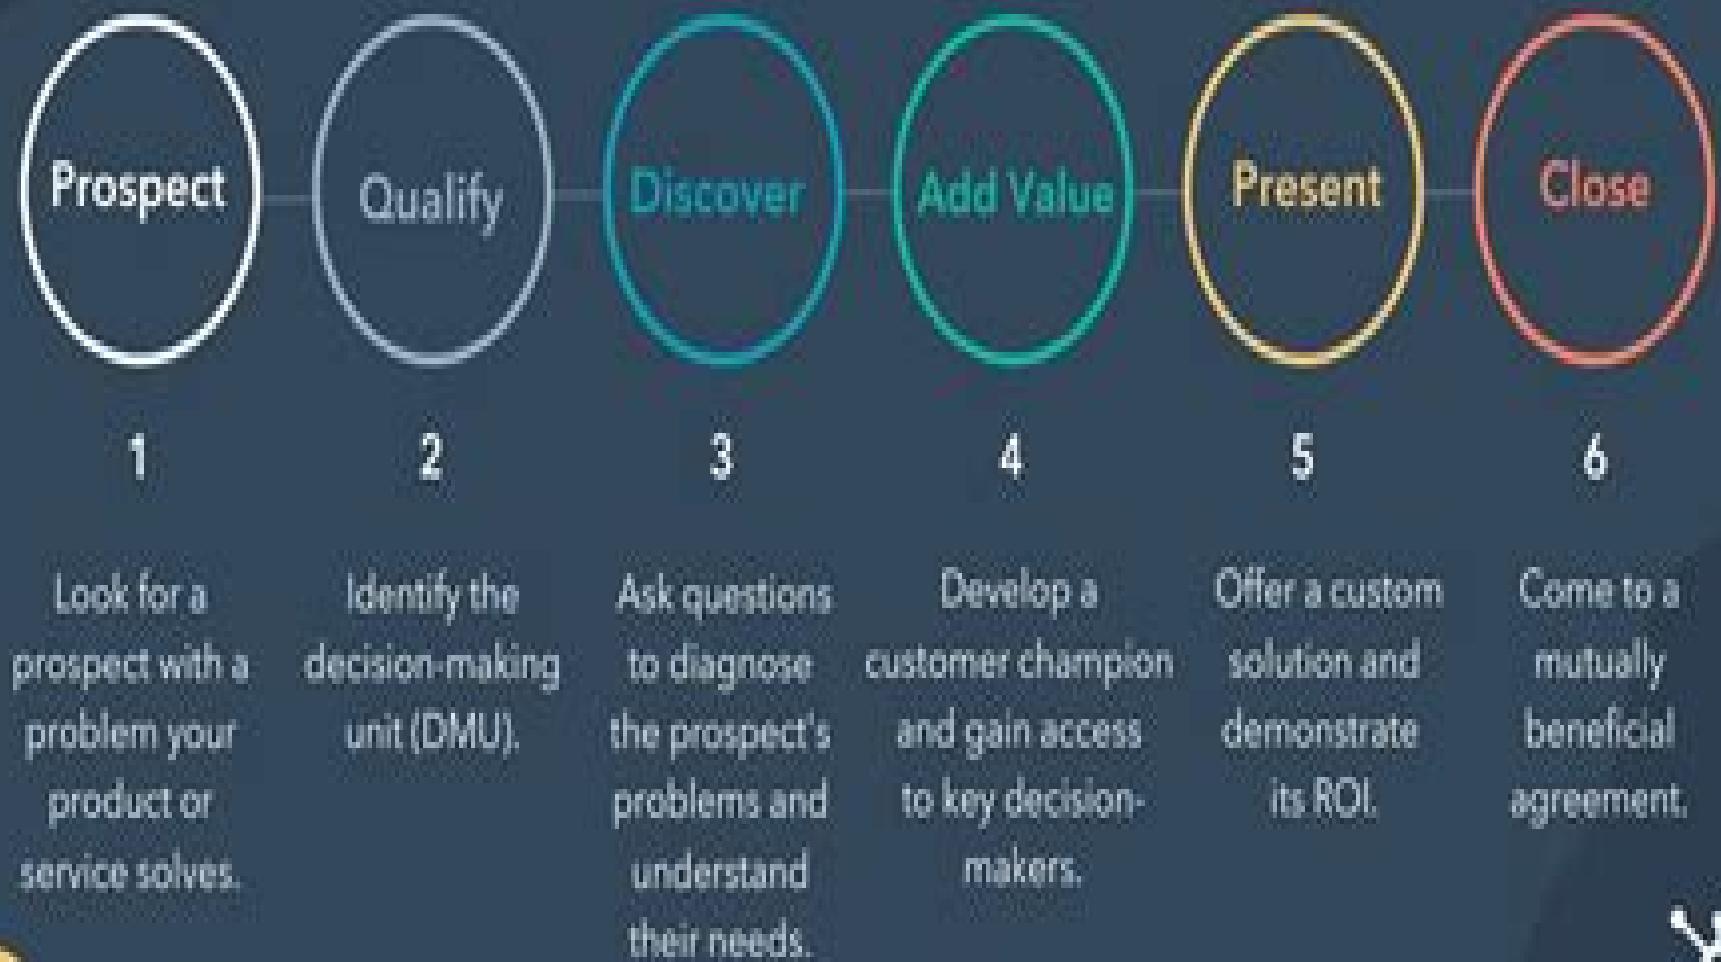 Prospect
Qualify
Discover
Add Value
Present
Close
1
2
3
4
5
6
Look for a
prospect with a
problem your
product or
service solves.
Identify the
decision-making
unit (DMU).
Ask questions
to diagnose
the prospect's
problems and
understand
their needs.
Develop a
customer champion
and gain access
to key decision-
makers.
Offer a custom
solution and
demonstrate
its ROI.
Come to a
mutually
beneficial
agreement.